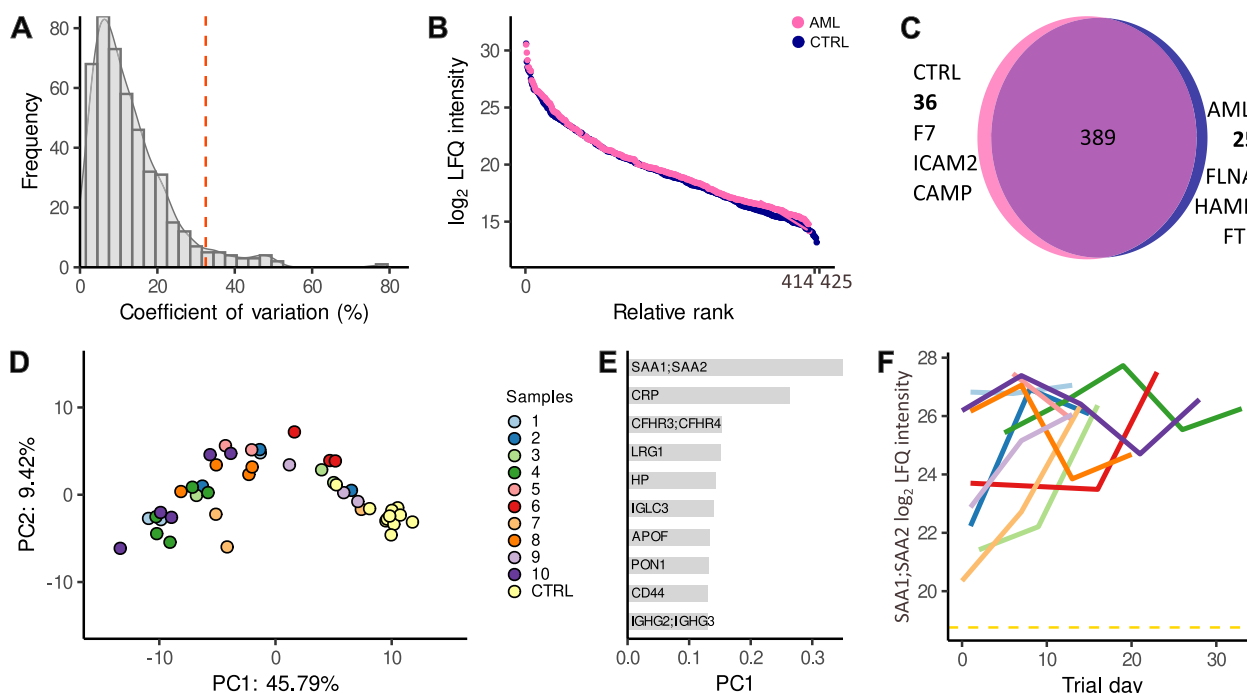 A
Frequency
80
60
40
20
0
0 20 40 60 80
Coefficient of variation (%)
B
AML
CTRL
log2 LFQ intensity
30
25
20
15
0 414 425
Relative rank
C
CTRL
36
F7
ICAM2
CAMP
389
AML
25
FLNA
HAM
FT
D
PC2: 9.42%
10
0
-10
-10 0 10
PC1: 45.79%
Samples
1
2
3
4
5
6
7
8
9
10
CTRL
E
SAA1;SAA2
CRP
CFHR3;CFHR4
LRG1
HP
IGLC3
APOF
PON1
CD44
IGHG2;IGHG3
0.0 0.1 0.2 0.3
PC1
F
SAA1;SAA2 log2 LFQ intensity
28
26
24
22
20
0 10 20 30
Trial day